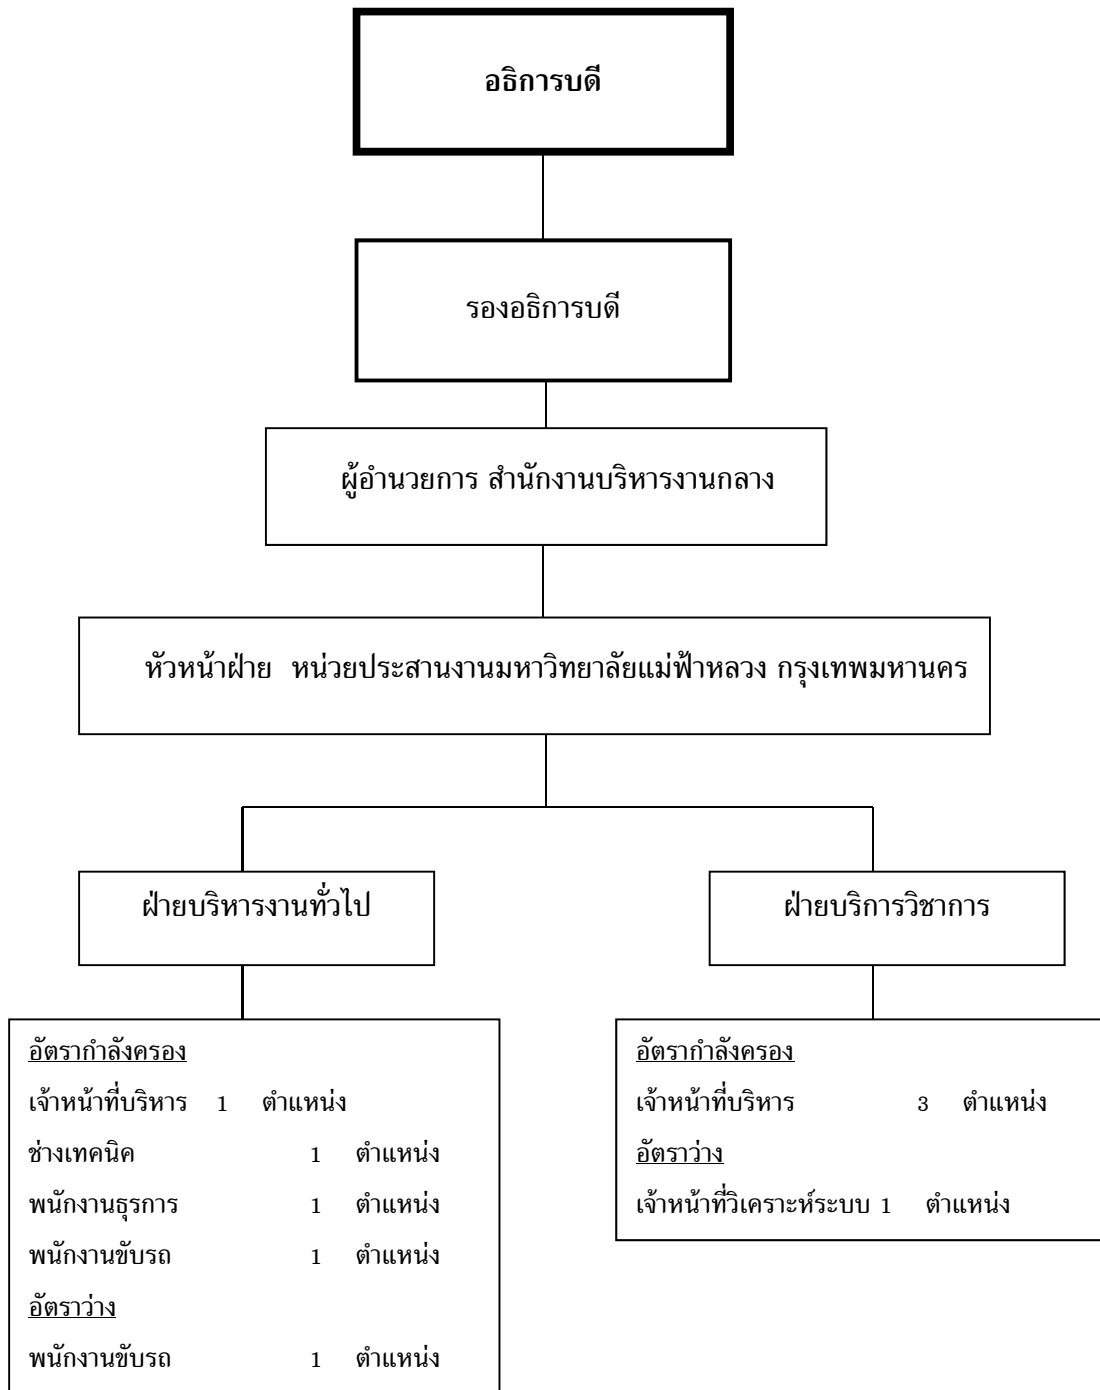 อธิการบดี
รองอธิการบดี
ผู้อำนวยการ สำนักงานบริหารงานกลาง
หัวหน้าฝ่าย หน่วยประสานงานมหาวิทยาลัยแม่ฟ้าหลวง กรุงเทพมหานคร
ฝ่ายบริหารงานทั่วไป
อัตรากำลังครอง
เจ้าหน้าที่บริหาร 1 ตำแหน่ง
ช่างเทคนิค 1 ตำแหน่ง
พนักงานธุรการ 1 ตำแหน่ง
พนักงานขับรถ 1 ตำแหน่ง
อัตราว่าง
พนักงานขับรถ 1 ตำแหน่ง
ฝ่ายบริการวิชาการ
อัตรากำลังครอง
เจ้าหน้าที่บริหาร 3 ตำแหน่ง
อัตราว่าง
เจ้าหน้าที่วิเคราะห์ระบบ 1 ตำแหน่ง